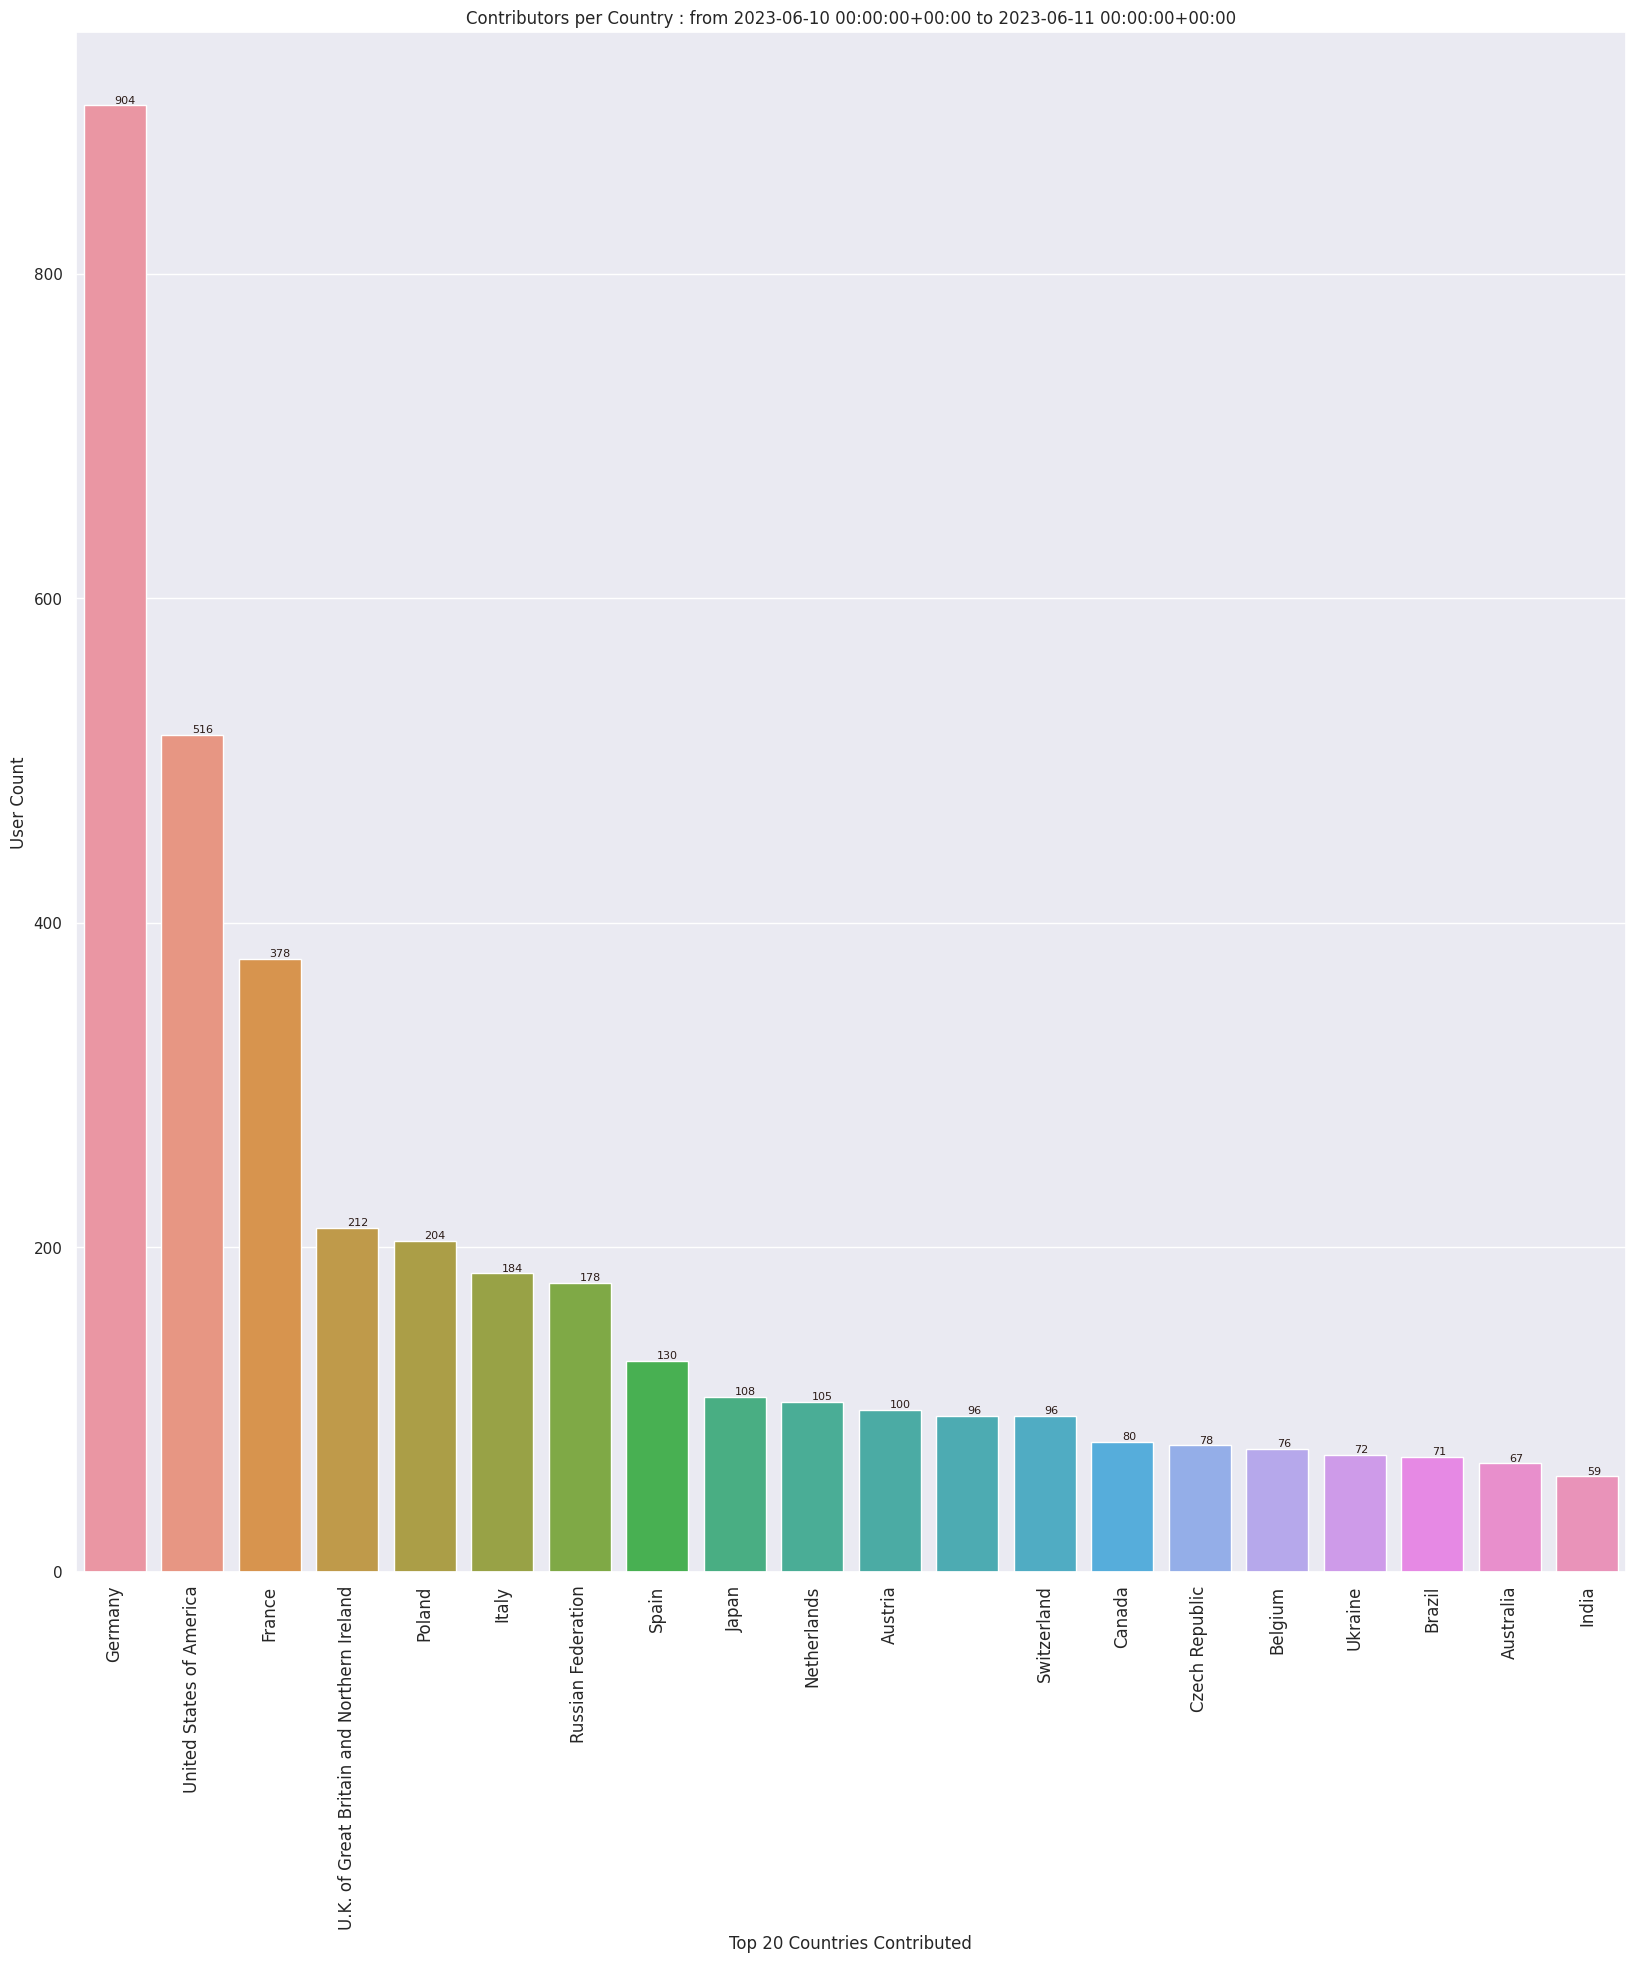 Contributors per Country : from 2023-06-10 00:00:00+00:00 to 2023-06-11 00:00:00+00:00
User Count
800
600
400
200
0
904
516
378
212
204
184
178
130
108
105
100
96
96
80
78
76
72
71
67
59
Germany
United States of America
France
U.K. of Great Britain and Northern Ireland
Poland
Italy
Russian Federation
Spain
Japan
Netherlands
Austria
Switzerland
Canada
Czech Republic
Belgium
Ukraine
Brazil
Australia
India
Top 20 Countries Contributed